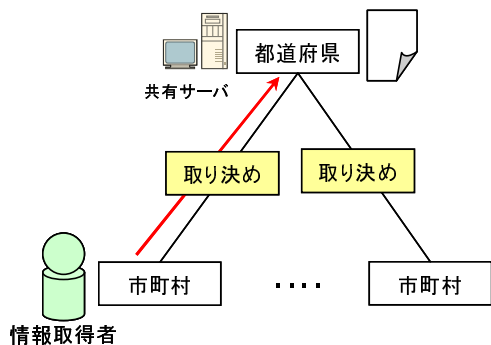 都道府県
共有サーバ
取り決め
取り決め
市町村
‥‥
市町村
情報取得者